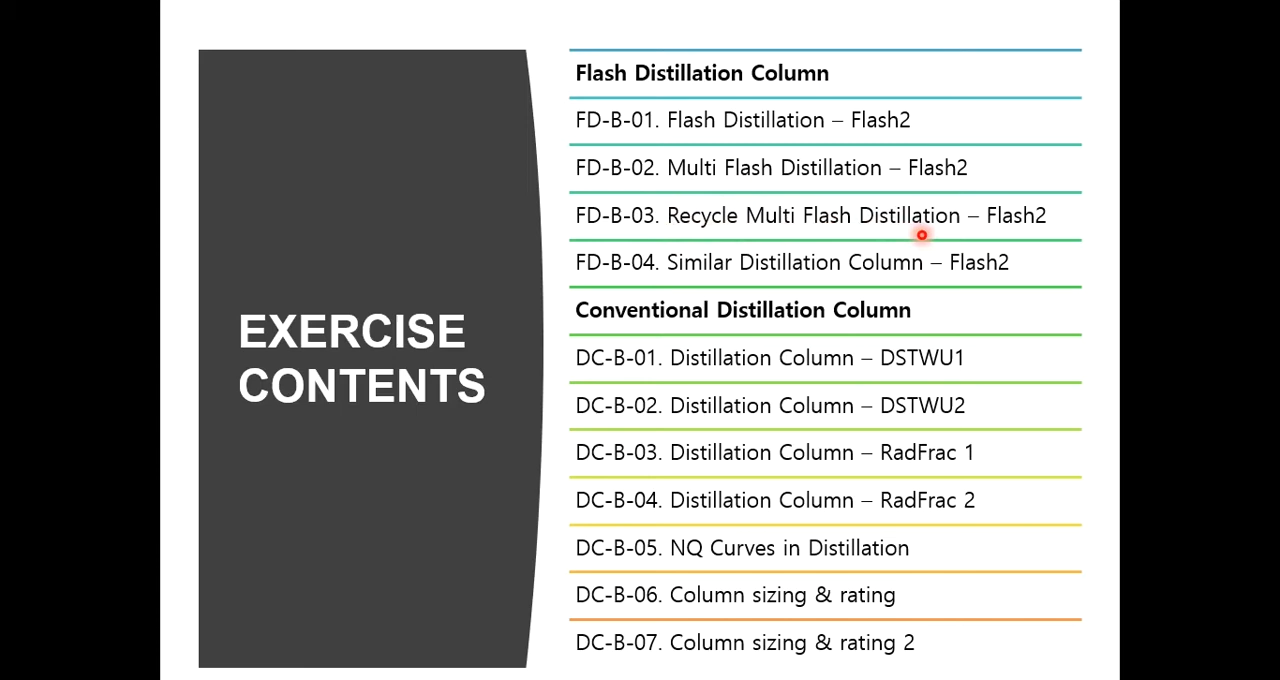 EXERCISE
CONTENTS
Flash Distillation Column
FD-B-01. Flash Distillation – Flash2
FD-B-02. Multi Flash Distillation – Flash2
FD-B-03. Recycle Multi Flash Distillation – Flash2
FD-B-04. Similar Distillation Column – Flash2
Conventional Distillation Column
DC-B-01. Distillation Column – DSTWU1
DC-B-02. Distillation Column – DSTWU2
DC-B-03. Distillation Column – RadFrac 1
DC-B-04. Distillation Column – RadFrac 2
DC-B-05. NQ Curves in Distillation
DC-B-06. Column sizing & rating
DC-B-07. Column sizing & rating 2